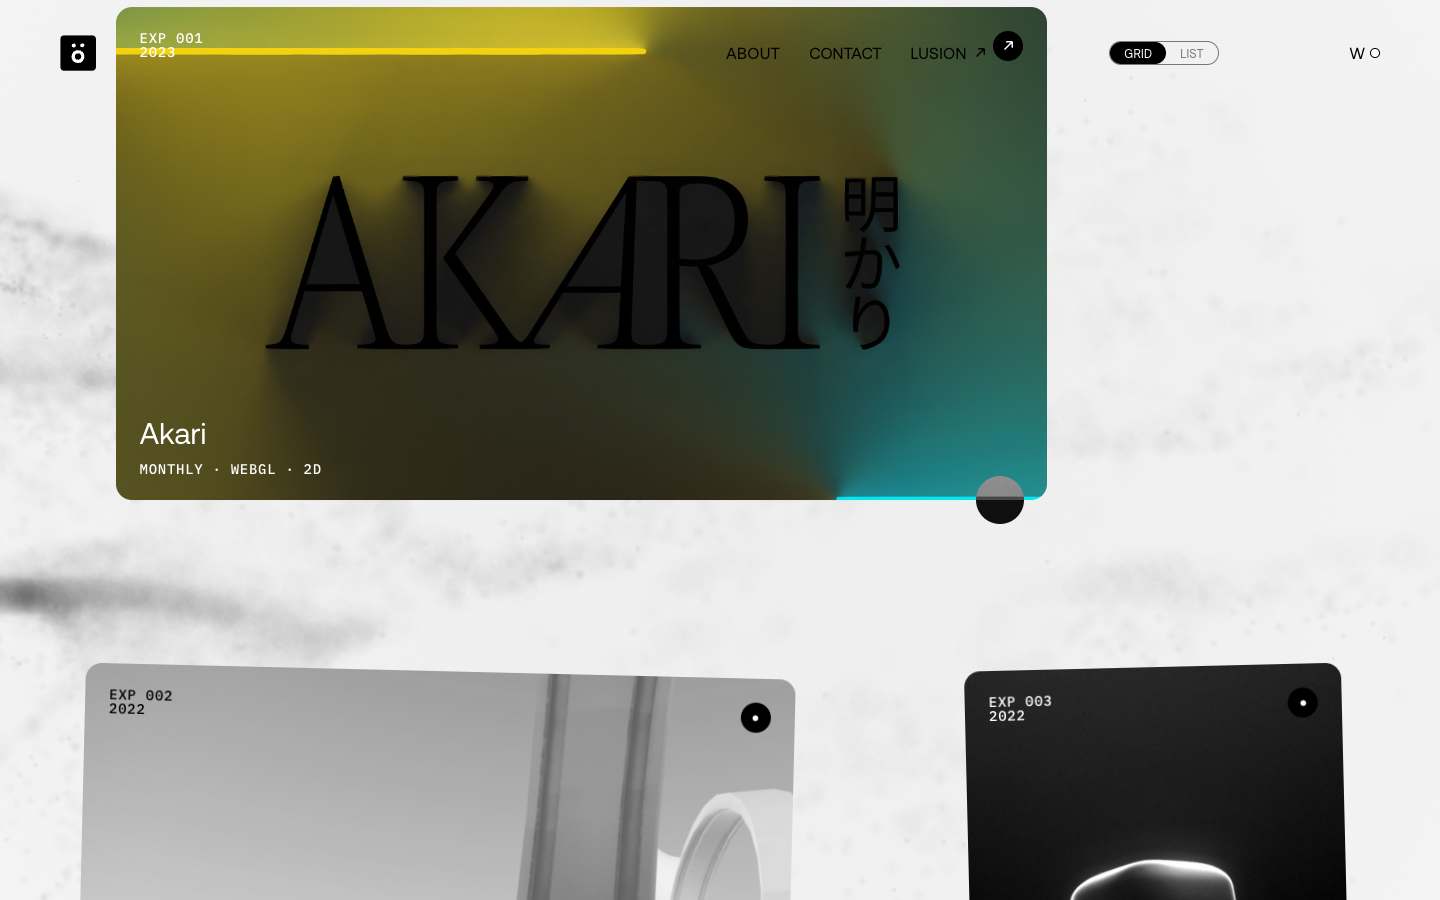 EXP 001
2023
ö
ABOUT
CONTACT
LUSION
GRID
LIST
W
AKARI
明かり
Akari
MONTHLY · WEBGL · 2D
EXP 002
2022
EXP 003
2022